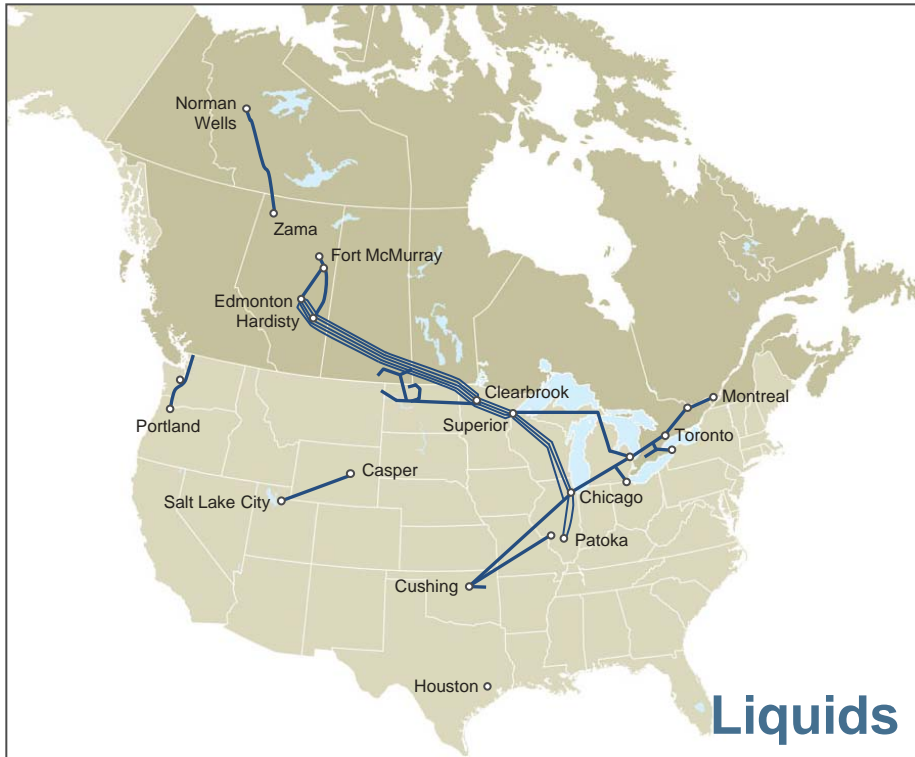 Norman
Wells
Zama
Fort McMurray
Edmonton
Hardisty
Clearbrook
Superior
Montreal
Toronto
Portland
Casper
Salt Lake City
Chicago
Patoka
Cushing
Houston
Liquids